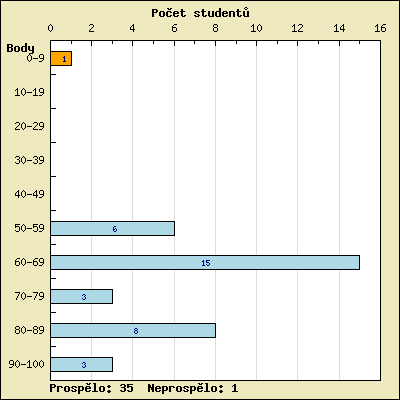 Počet studentů
0 2 4 6 8 10 12 14 16
Body
0-9 1
10-19
20-29
30-39
40-49
50-59 6
60-69 15
70-79 3
80-89 8
90-100 3
Prospělo: 35 Neprospělo: 1